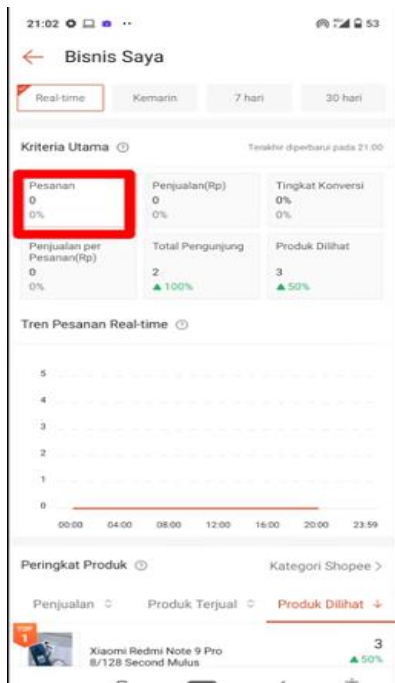 21:02
53
Bisnis Saya
Real-time
Kemarin
7 hari
30 hari
Kriteria Utama
Terakhir diperbarui pada 21:00
Pesanan
0
0%
Penjualan(Rp)
0
0%
Tingkat Konversi
0%
0%
Penjualan per
Pesanan(Rp)
0
0%
Total Pengunjung
2
▲ 100%
Produk Dilihat
3
▲ 50%
Tren Pesanan Real-time
5
4
3
2
1
0
00:00 04:00 08:00 12:00 16:00 20:00 23:59
Peringkat Produk
Kategori Shopee >
Penjualan
Produk Terjual
Produk Dilihat
TOP
1
Xiaomi Redmi Note 9 Pro
8/128 Second Mulus
3
▲ 50%